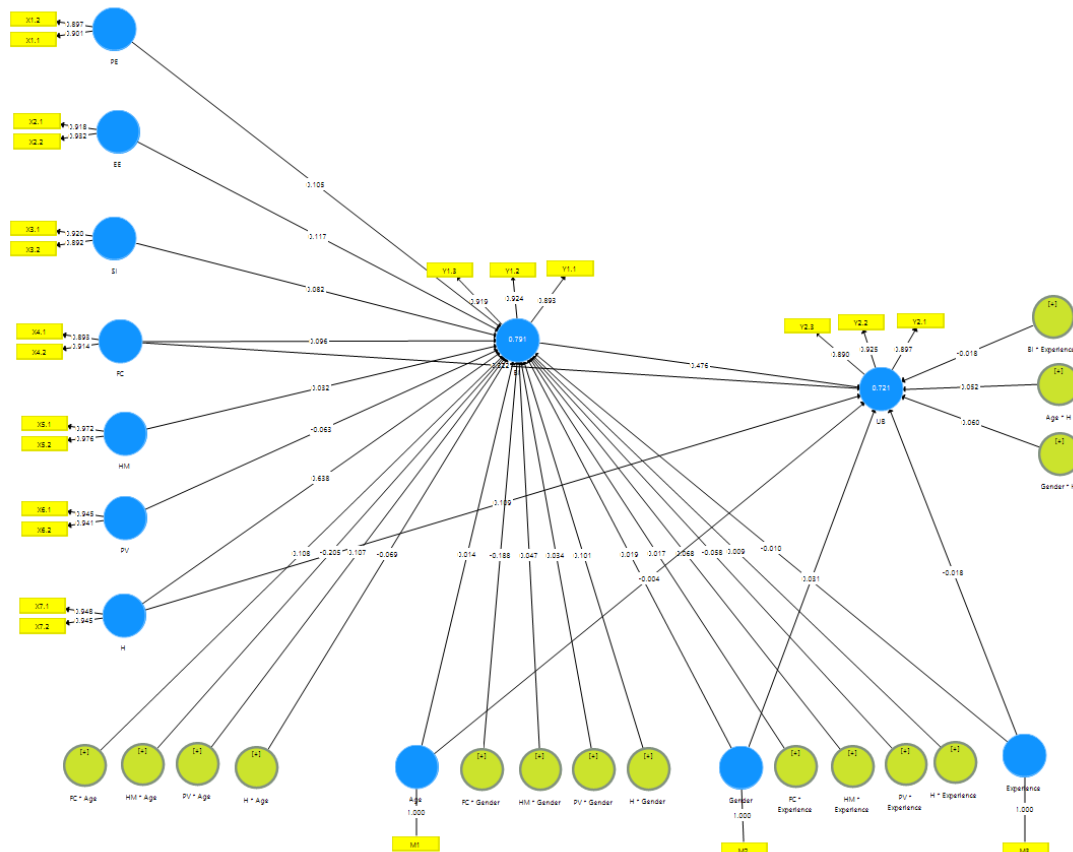 X1.2
0.897
X1.1
0.901
PE
0.105
X2.1
0.918
X2.2
0.932
EE
0.117
X3.1
0.920
X3.2
0.892
SI
0.082
Y1.3
Y1.2
Y1.1
0.919
0.924
0.893
X4.1
0.893
X4.2
0.914
FC
0.096
0.791
BI
0.476
Y2.3
Y2.2
Y2.1
0.890
0.925
0.897
0.721
UB
[+]
BI * Experience
-0.018
[+]
Age * H
0.052
[+]
Gender * H
0.060
X5.1
0.972
X5.2
0.976
HM
0.032
X6.1
0.945
X6.2
0.941
PV
-0.063
X7.1
0.948
X7.2
0.945
H
0.638
0.109
0.108
-0.205
0.107
-0.069
0.014
-0.188
0.047
0.034
0.101
0.019
0.017
0.068
-0.058
0.009
-0.010
-0.004
0.031
-0.018
[+]
FC * Age
[+]
HM * Age
[+]
PV * Age
[+]
H * Age
Age
1.000
M1
[+]
FC * Gender
[+]
HM * Gender
[+]
PV * Gender
[+]
H * Gender
Gender
1.000
M2
[+]
FC *
Experience
[+]
HM *
Experience
[+]
PV *
Experience
[+]
H * Experience
Experience
1.000
M3